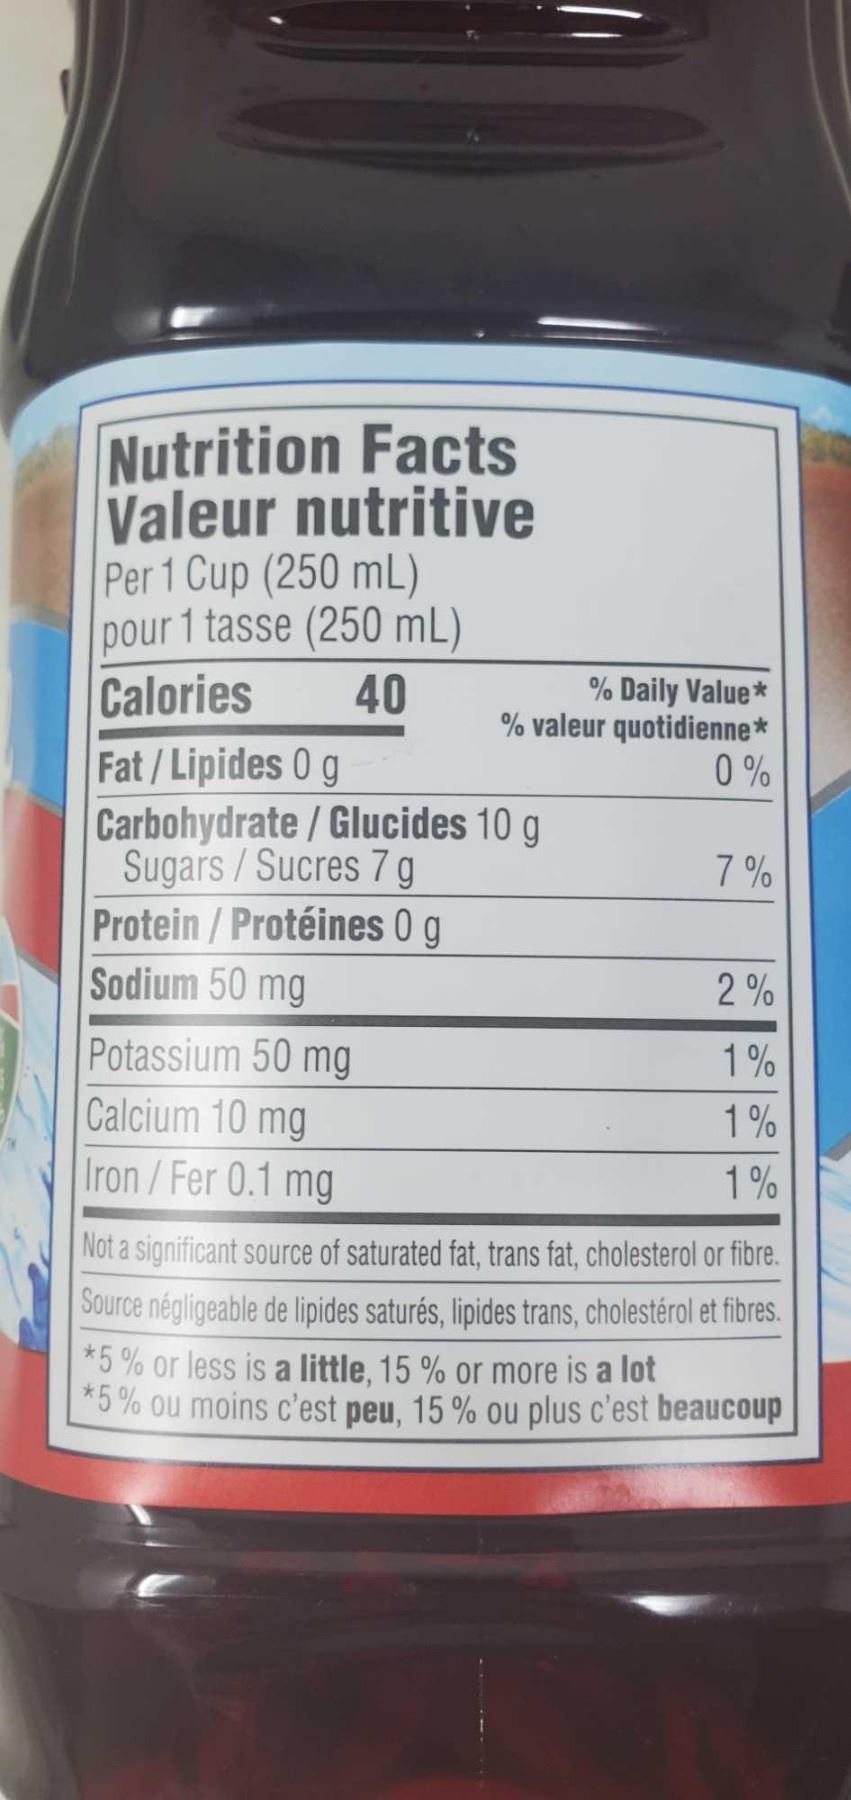 Nutrition Facts
Valeur nutritive
Per 1 Cup (250 mL)
pour 1 tasse (250 mL)
Calories 40
% Daily Value*
% valeur quotidienne*
Fat / Lipides 0 g 0 %
Carbohydrate / Glucides 10 g
Sugars / Sucres 7 g 7 %
Protein / Protéines 0 g
Sodium 50 mg 2 %
Potassium 50 mg 1 %
Calcium 10 mg 1 %
Iron / Fer 0.1 mg 1 %
Not a significant source of saturated fat, trans fat, cholesterol or fibre.
Source négligeable de lipides saturés, lipides trans, cholestérol et fibres.
*5 % or less is a little, 15 % or more is a lot
*5 % ou moins c'est peu, 15 % ou plus c'est beaucoup
TM